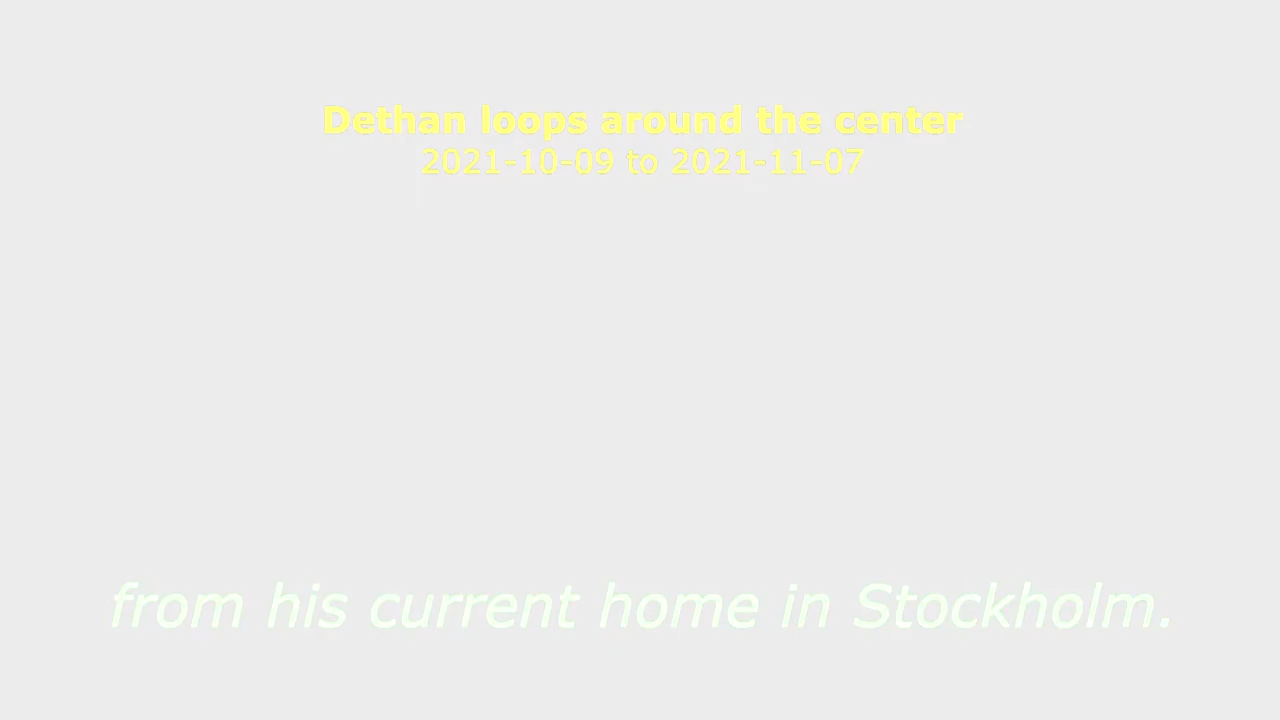 Dethan loops around the center
2021-10-09 to 2021-11-07
from his current home in Stockholm.